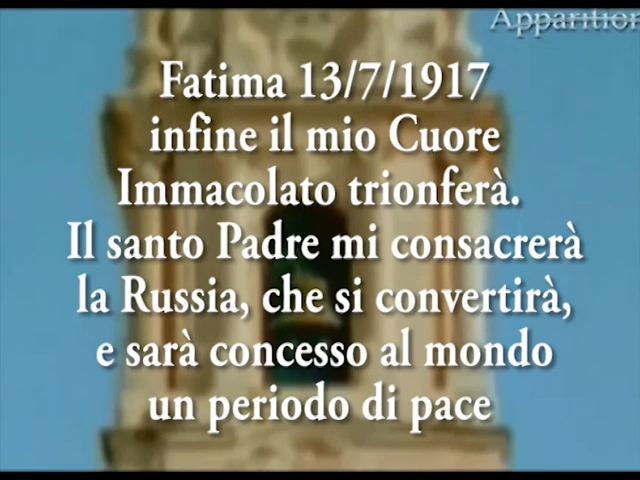 Apparition
Fatima 13/7/1917
infine il mio Cuore
Immacolato trionferà.
Il santo Padre mi consacrerà
la Russia, che si convertirà,
e sarà concesso al mondo
un periodo di pace